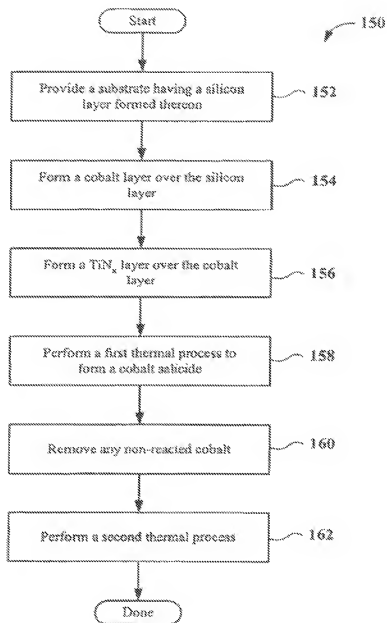 Start
150
Provide a substrate having a silicon
layer formed thereon
152
Form a cobalt layer over the silicon
layer
154
Form a TiNx layer over the cobalt
layer
156
Perform a first thermal process to
form a cobalt salicide
158
Remove any non-reacted cobalt
160
Perform a second thermal process
162
Done